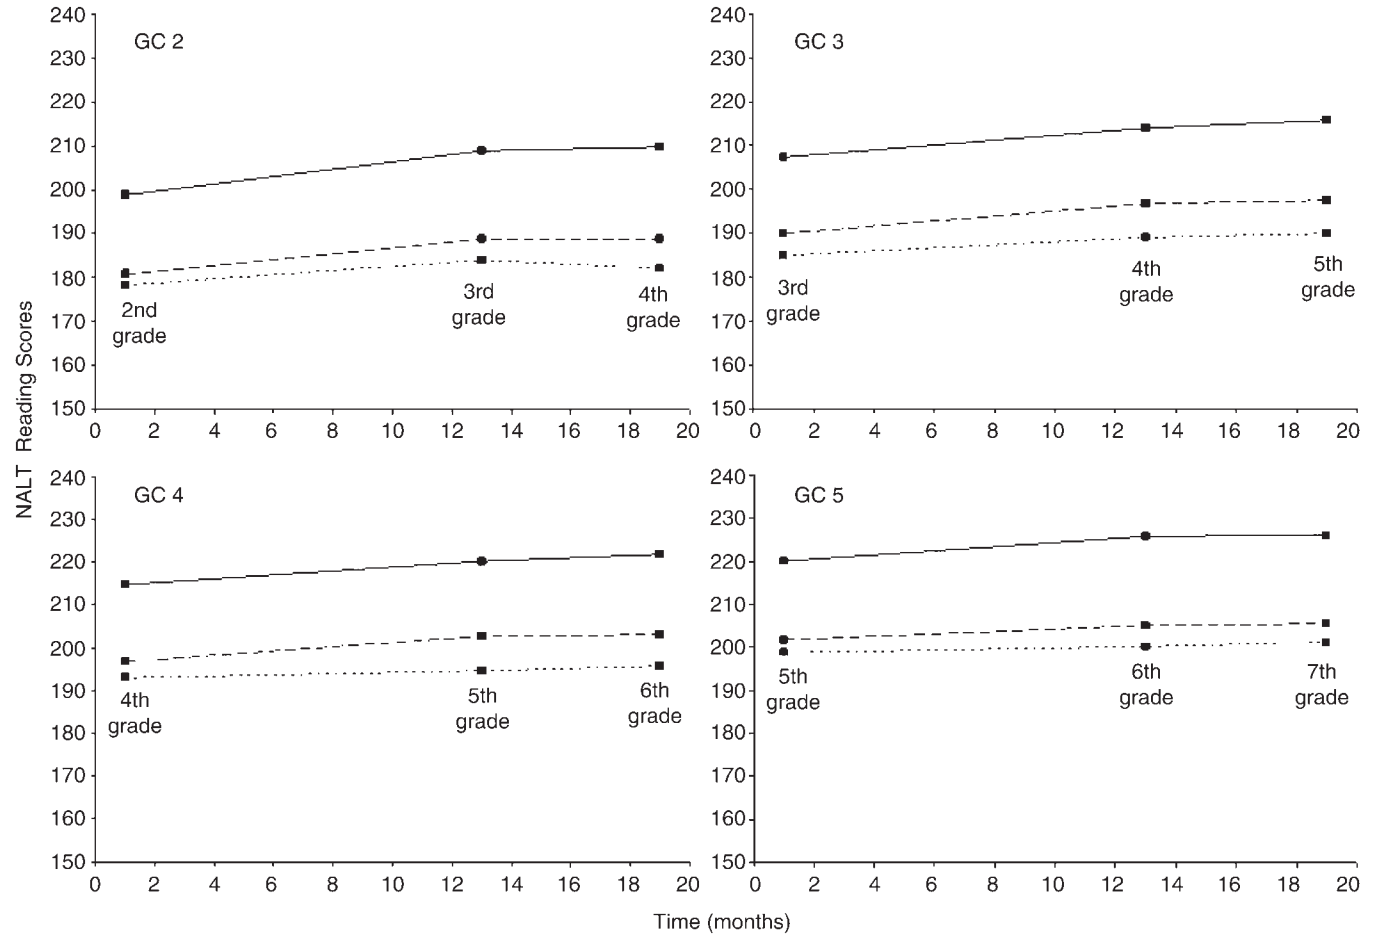 NALT Reading Scores
GC 2
240
230
220
210
200
190
180
170
160
150
0 2 4 6 8 10 12 14 16 18 20
2nd
grade
3rd
grade
4th
grade
GC 3
240
230
220
210
200
190
180
170
160
150
0 2 4 6 8 10 12 14 16 18 20
3rd
grade
4th
grade
5th
grade
GC 4
240
230
220
210
200
190
180
170
160
150
0 2 4 6 8 10 12 14 16 18 20
4th
grade
5th
grade
6th
grade
GC 5
240
230
220
210
200
190
180
170
160
150
0 2 4 6 8 10 12 14 16 18 20
5th
grade
6th
grade
7th
grade
Time (months)